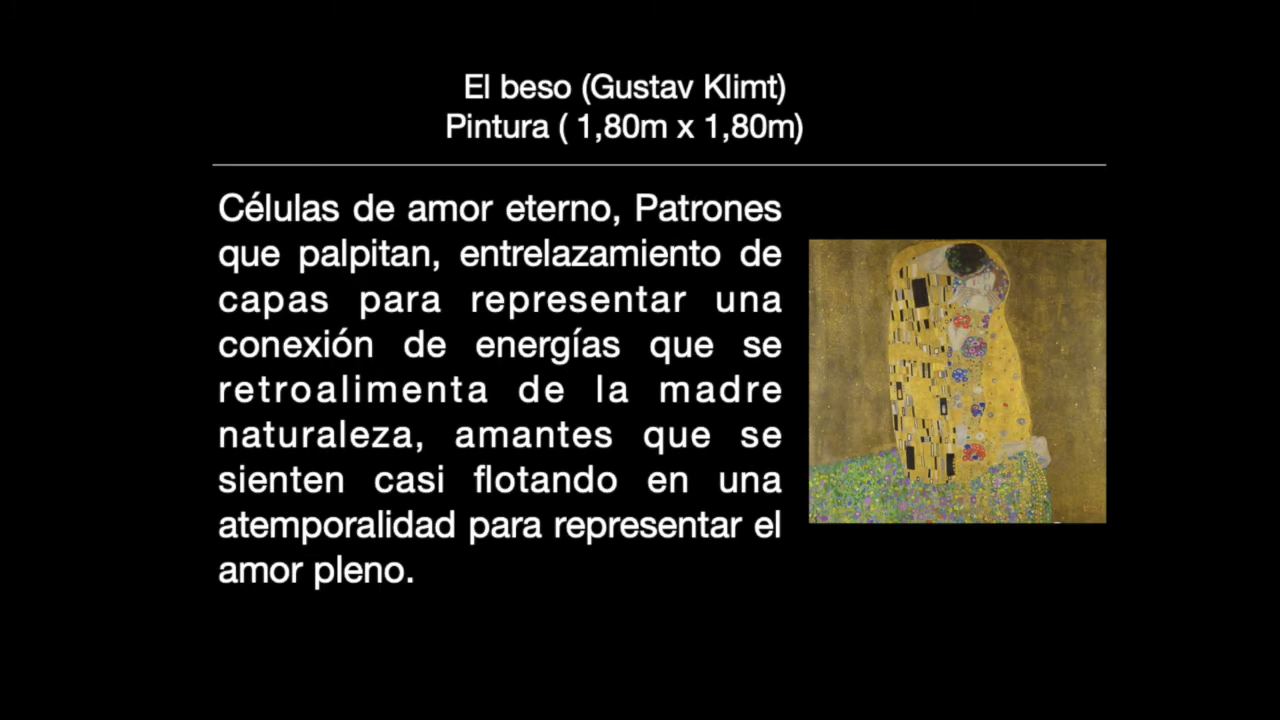 El beso (Gustav Klimt)
Pintura ( 1,80m x 1,80m)
Células de amor eterno, Patrones
que palpitan, entrelazamiento de
capas para representar una
conexión de energías que se
retroalimenta de la madre
naturaleza, amantes que se
sienten casi flotando en una
atemporalidad para representar el
amor pleno.